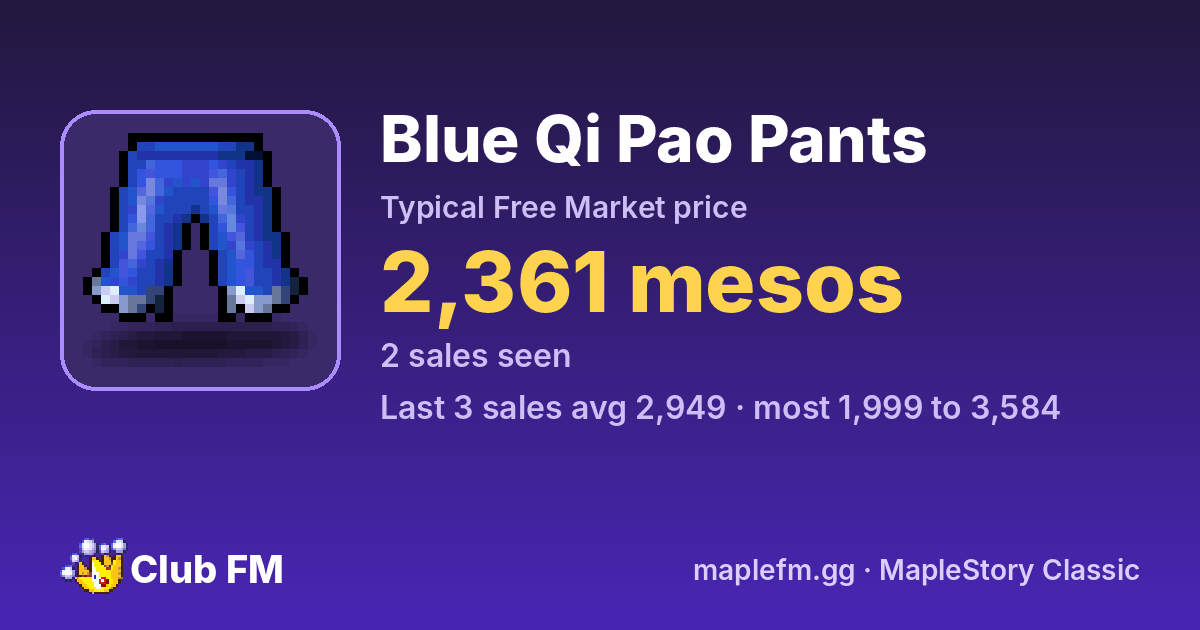 Blue Qi Pao Pants
Typical Free Market price
2,361 mesos
2 sales seen
Last 3 sales avg 2,949 · most 1,999 to 3,584
Club FM
maplefm.gg · MapleStory Classic